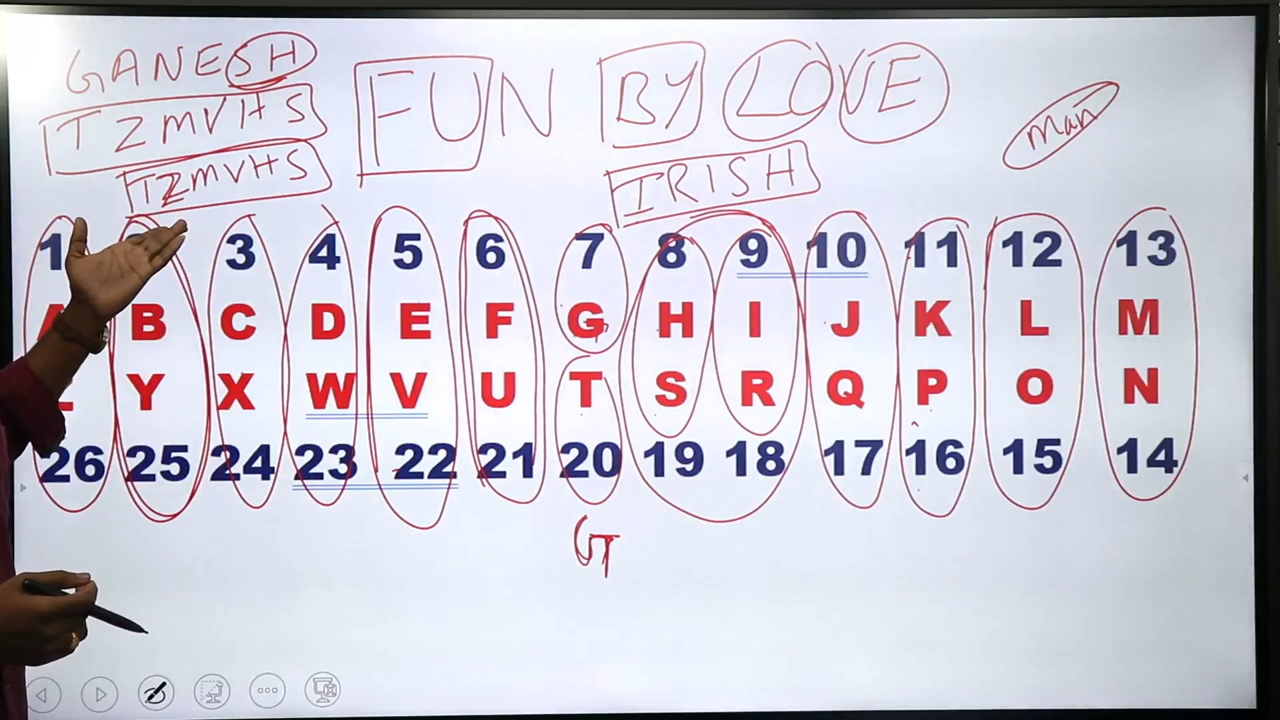 GANESH
TZMVHS
TZMVHS
FUN BY LOVE
IRISH
man
1 3 4 5 6 7 8 9 10 11 12 13
A B C D E F G H I J K L M
Y X W V U T S R Q P O N
26 25 24 23 22 21 20 19 18 17 16 15 14
GT